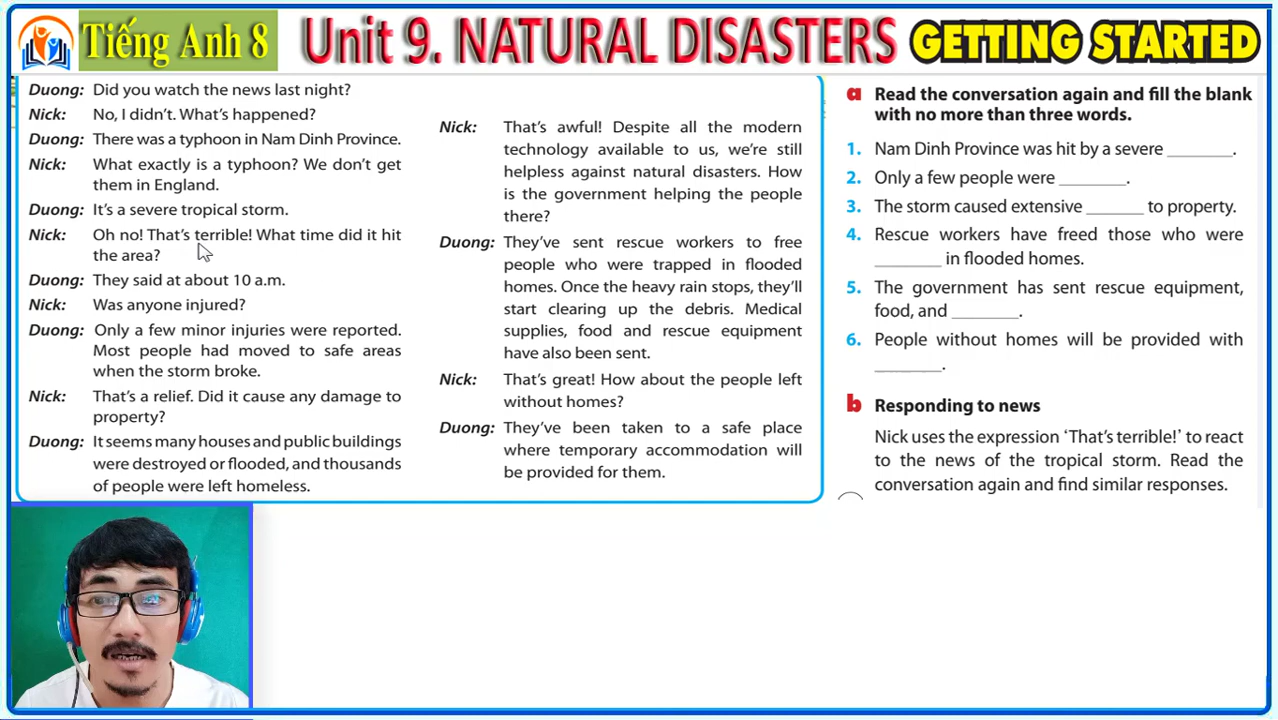 Tiếng Anh 8
Unit 9. NATURAL DISASTERS
GETTING STARTED
Duong: Did you watch the news last night?
Nick: No, I didn't. What's happened?
Duong: There was a typhoon in Nam Dinh Province.
Nick: What exactly is a typhoon? We don't get
them in England.
Duong: It's a severe tropical storm.
Nick: Oh no! That's terrible! What time did it hit
the area?
Duong: They said at about 10 a.m.
Nick: Was anyone injured?
Duong: Only a few minor injuries were reported.
Most people had moved to safe areas
when the storm broke.
Nick: That's a relief. Did it cause any damage to
property?
Duong: It seems many houses and public buildings
were destroyed or flooded, and thousands
of people were left homeless.
Nick: That's awful! Despite all the modern
technology available to us, we're still
helpless against natural disasters. How
is the government helping the people
there?
Duong: They've sent rescue workers to free
people who were trapped in flooded
homes. Once the heavy rain stops, they'll
start clearing up the debris. Medical
supplies, food and rescue equipment
have also been sent.
Nick: That's great! How about the people left
without homes?
Duong: They've been taken to a safe place
where temporary accommodation will
be provided for them.
a Read the conversation again and fill the blank
with no more than three words.
1. Nam Dinh Province was hit by a severe _______.
2. Only a few people were _______.
3. The storm caused extensive ______ to property.
4. Rescue workers have freed those who were
_______ in flooded homes.
5. The government has sent rescue equipment,
food, and _______.
6. People without homes will be provided with
_______.
b Responding to news
Nick uses the expression 'That's terrible!' to react
to the news of the tropical storm. Read the
conversation again and find similar responses.